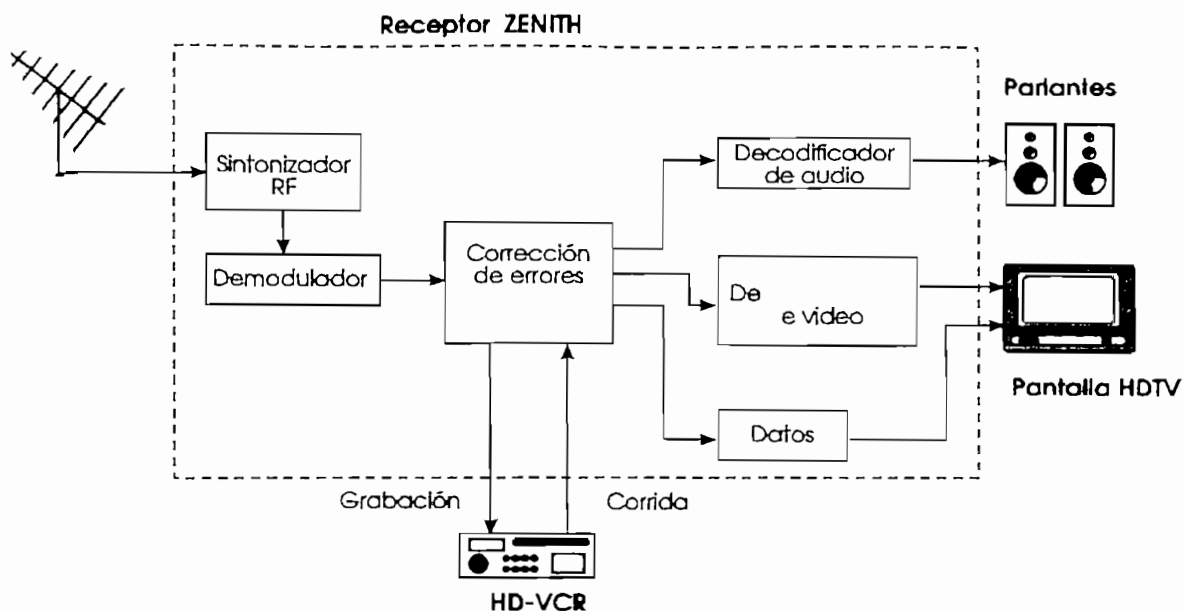 Receptor ZENITH
Parlantes
Sintonizador
RF
Decodificador
de audio
Demodulador
Corrección
de errores
De
e video
Pantalla HDTV
Datos
Grabación
Corrida
HD-VCR